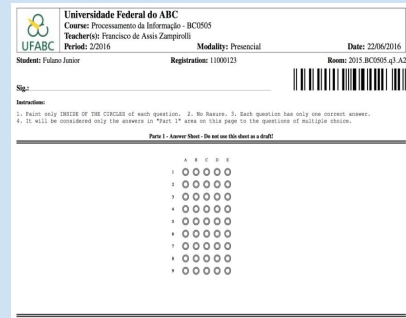 Universidade Federal do ABC
Course: Processamento da Informação - BC0505
Teacher(s): Francisco de Assis Zampirolli
UFABC Period: 2/2016 Modality: Presencial Date: 22/06/2016
Student: Fulano Junior Registration: 11000123 Room: 2015.BC0505.q3.A2
Sig.:
Instructions:
1. Paint only INSIDE OF THE CIRCLES of each question. 2. No Rasure. 3. Each question has only one correct answer.
4. It will be considered only the answers in "Part 1" area on this page to the questions of multiple choice.
Parte 1 - Answer Sheet - Do not use this sheet as a draft!
A B C D E
1
2
3
4
5
6
7
8
9